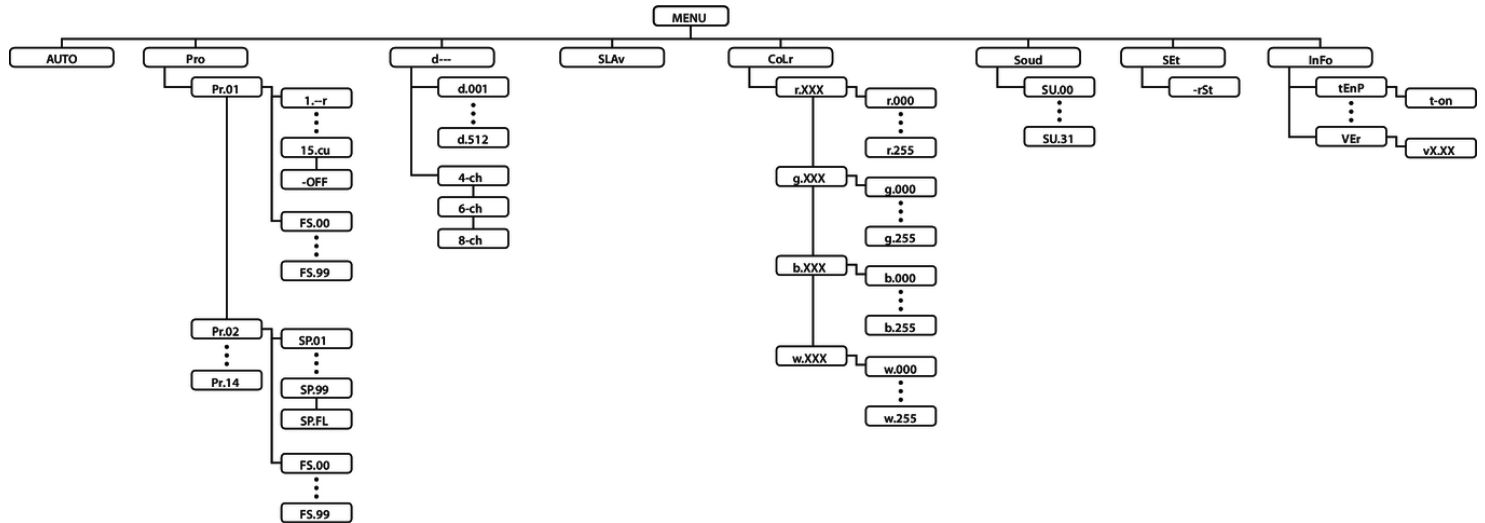 MENU
AUTO
Pro
d---
SLAv
CoLr
Soud
SEt
InFo
Pr.01
1.--r
15.cu
-OFF
FS.00
FS.99
Pr.02
Pr.14
SP.01
SP.99
SP.FL
FS.00
FS.99
d.001
d.512
4-ch
6-ch
8-ch
r.XXX
r.000
r.255
g.XXX
g.000
g.255
b.XXX
b.000
b.255
w.XXX
w.000
w.255
SU.00
SU.31
-rSt
tEnP
t-on
VEr
vX.XX